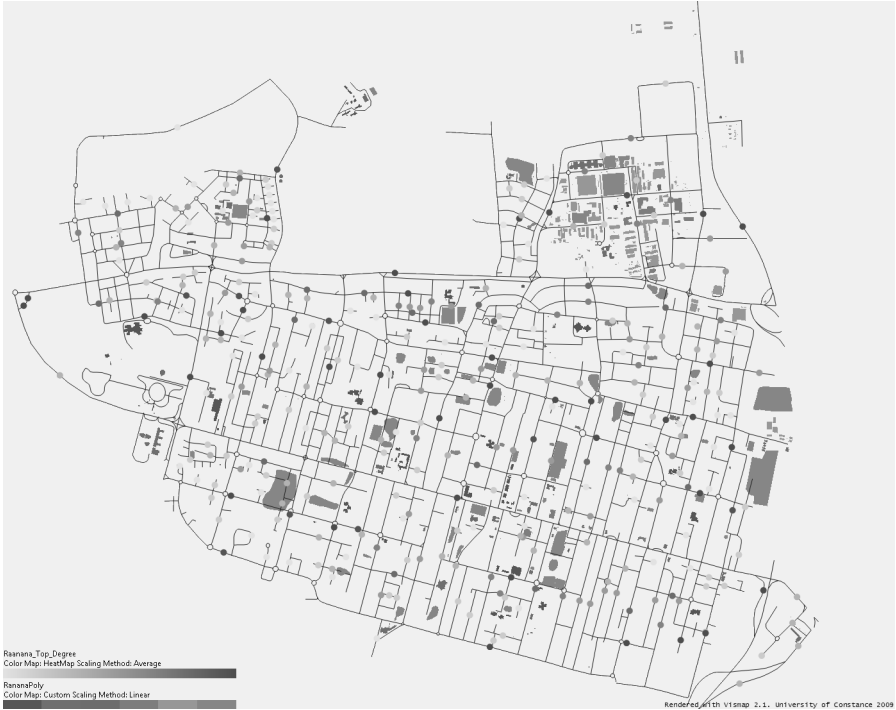 Raanana_Top_Degree
Color Map: HeatMap Scaling Method: Average
RananaPoly
Color Map: Custom Scaling Method: Linear
Rendered with Vismap 2.1. University of Constance 2009